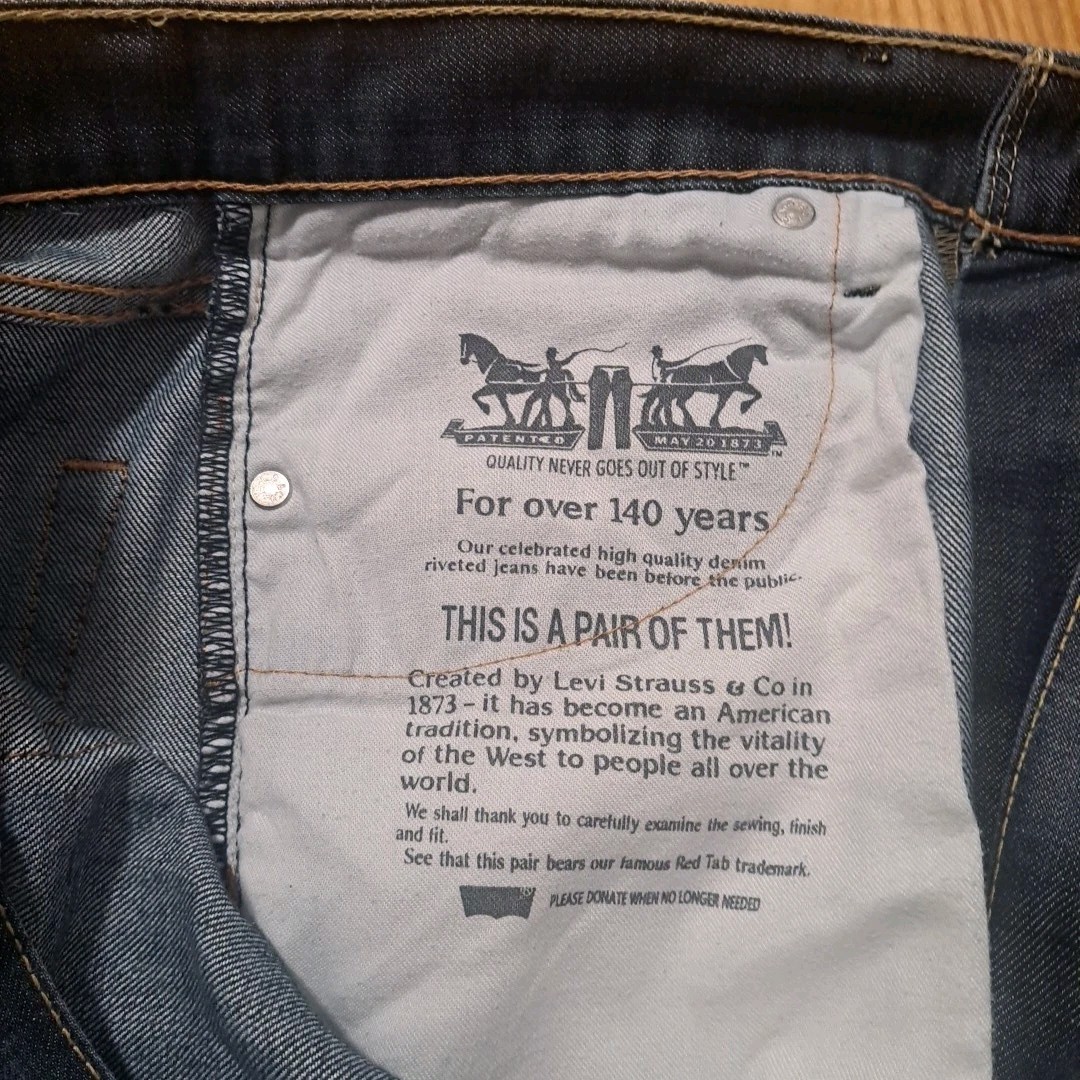 PATENTED MAY 20 1873 ™
QUALITY NEVER GOES OUT OF STYLE™
For over 140 years
Our celebrated high quality denim
riveted jeans have been before the public.
THIS IS A PAIR OF THEM!
Created by Levi Strauss & Co in
1873 – it has become an American
tradition, symbolizing the vitality
of the West to people all over the
world.
We shall thank you to carefully examine the sewing, finish
and fit.
See that this pair bears our famous Red Tab trademark.
® PLEASE DONATE WHEN NO LONGER NEEDED